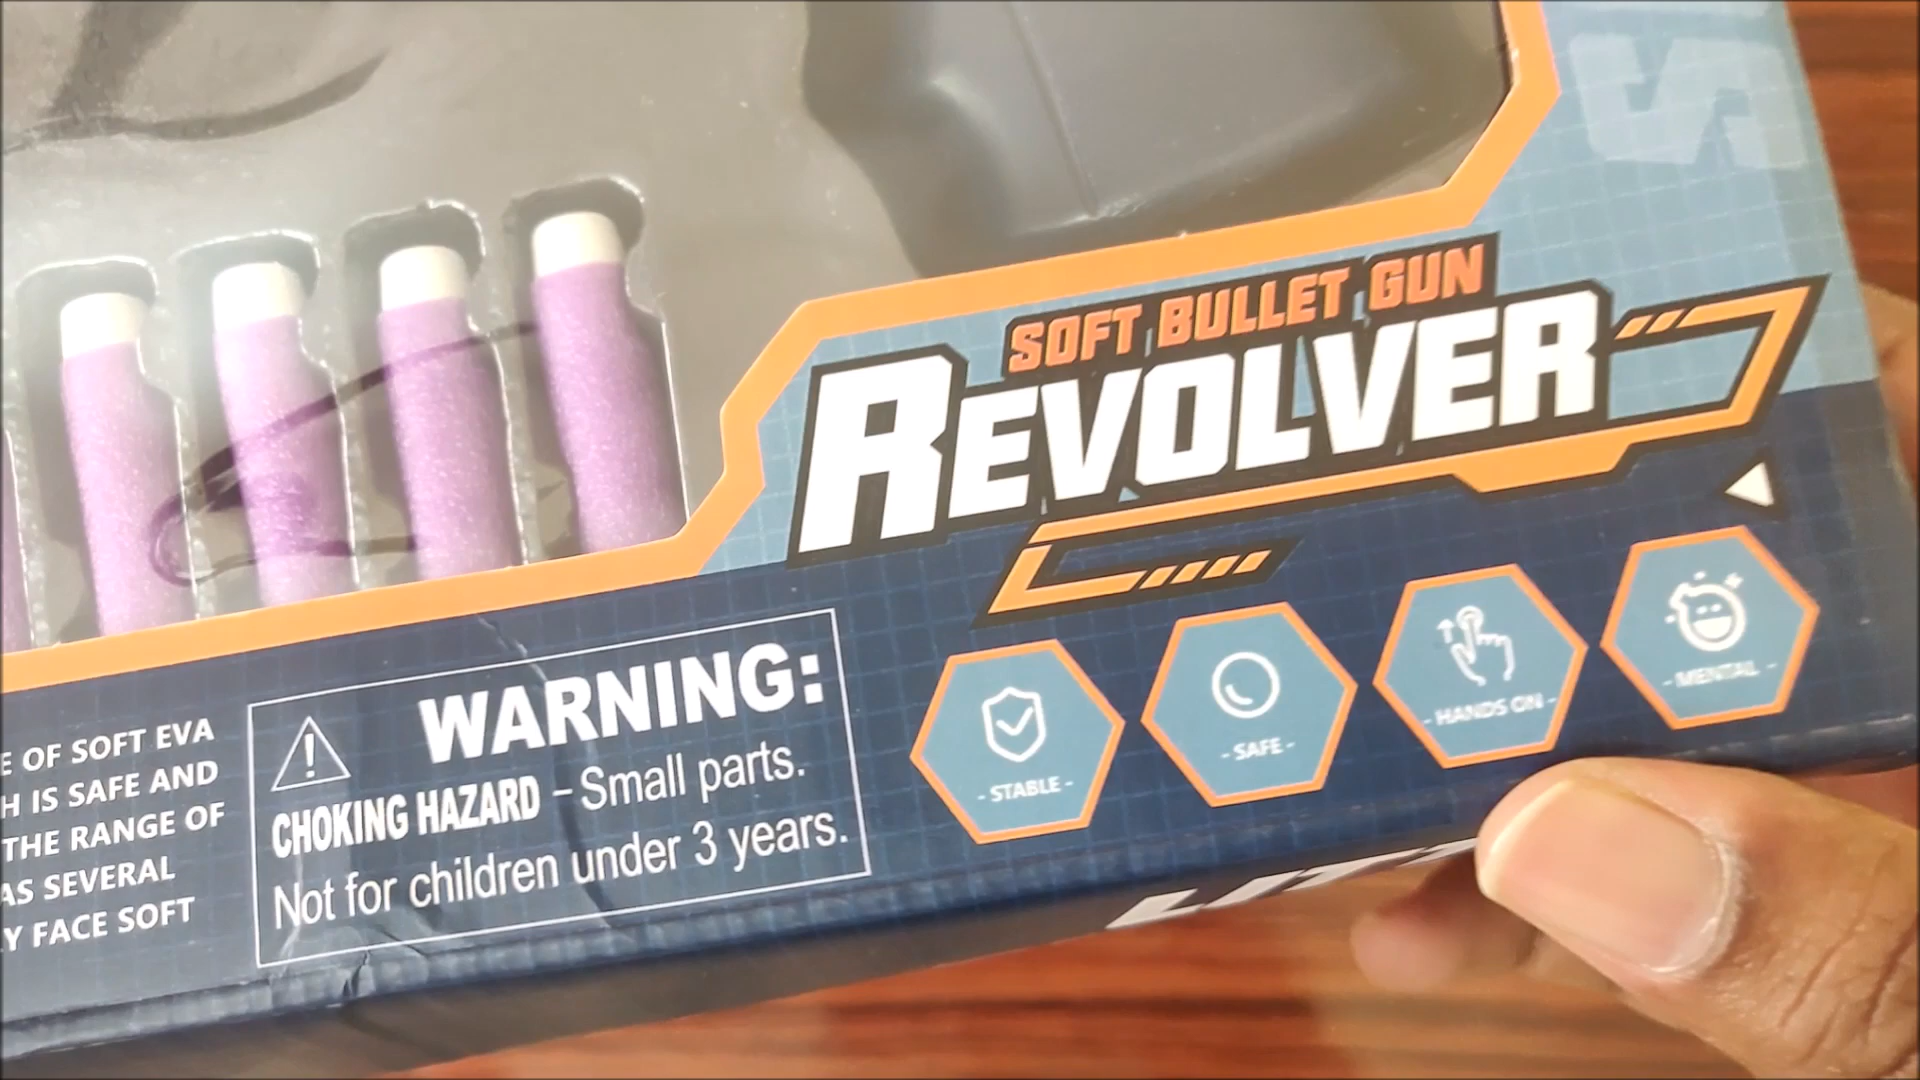 SOFT BULLET GUN
REVOLVER
E OF SOFT EVA
H IS SAFE AND
THE RANGE OF
AS SEVERAL
Y FACE SOFT
WARNING:
CHOKING HAZARD – Small parts.
Not for children under 3 years.
- STABLE -
- SAFE -
- HANDS ON -
- MENTAL -